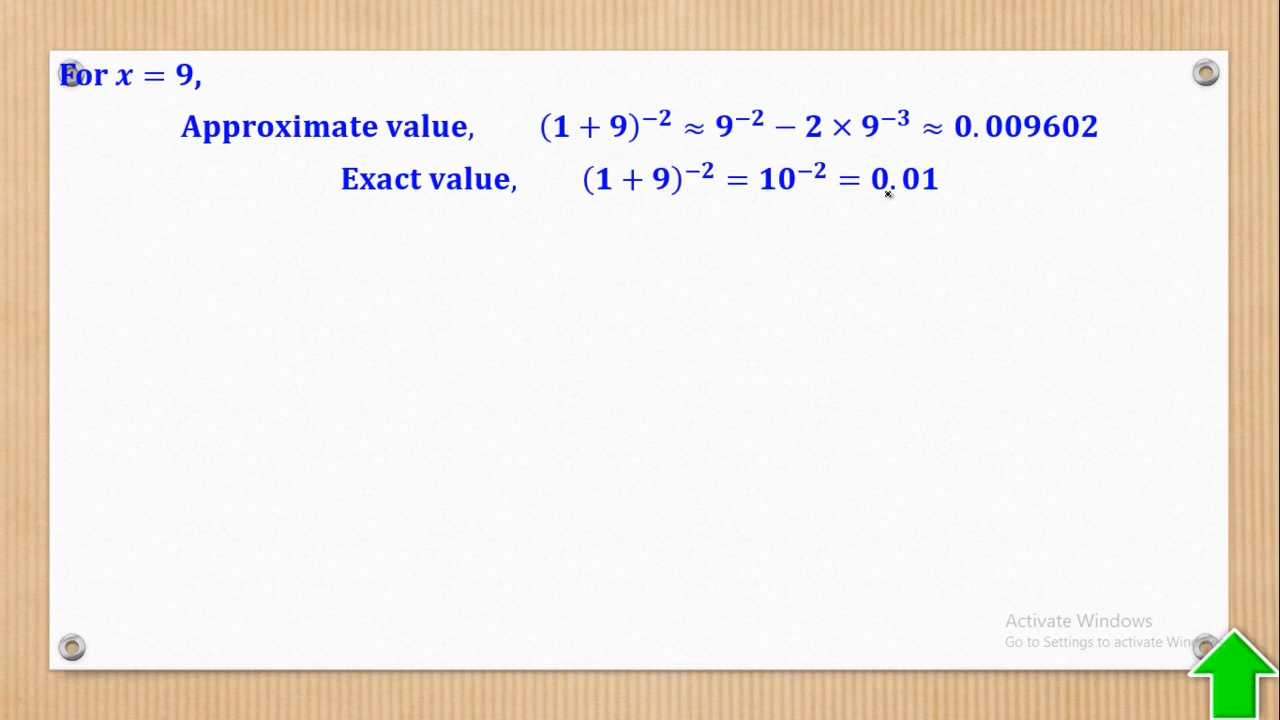 For x = 9,
Approximate value, (1 + 9)⁻² ≈ 9⁻² − 2 × 9⁻³ ≈ 0.009602
Exact value, (1 + 9)⁻² = 10⁻² = 0.01
Activate Windows
Go to Settings to activate Windows